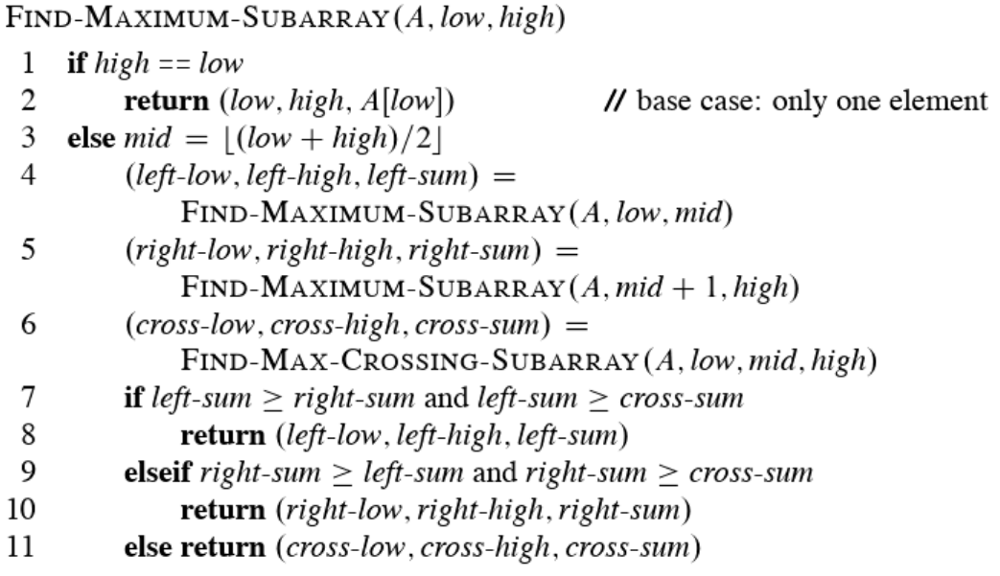 FIND-MAXIMUM-SUBARRAY(A, low, high)
1 if high == low
2 return (low, high, A[low]) // base case: only one element
3 else mid = ⌊(low + high)/2⌋
4 (left-low, left-high, left-sum) =
FIND-MAXIMUM-SUBARRAY(A, low, mid)
5 (right-low, right-high, right-sum) =
FIND-MAXIMUM-SUBARRAY(A, mid + 1, high)
6 (cross-low, cross-high, cross-sum) =
FIND-MAX-CROSSING-SUBARRAY(A, low, mid, high)
7 if left-sum ≥ right-sum and left-sum ≥ cross-sum
8 return (left-low, left-high, left-sum)
9 elseif right-sum ≥ left-sum and right-sum ≥ cross-sum
10 return (right-low, right-high, right-sum)
11 else return (cross-low, cross-high, cross-sum)